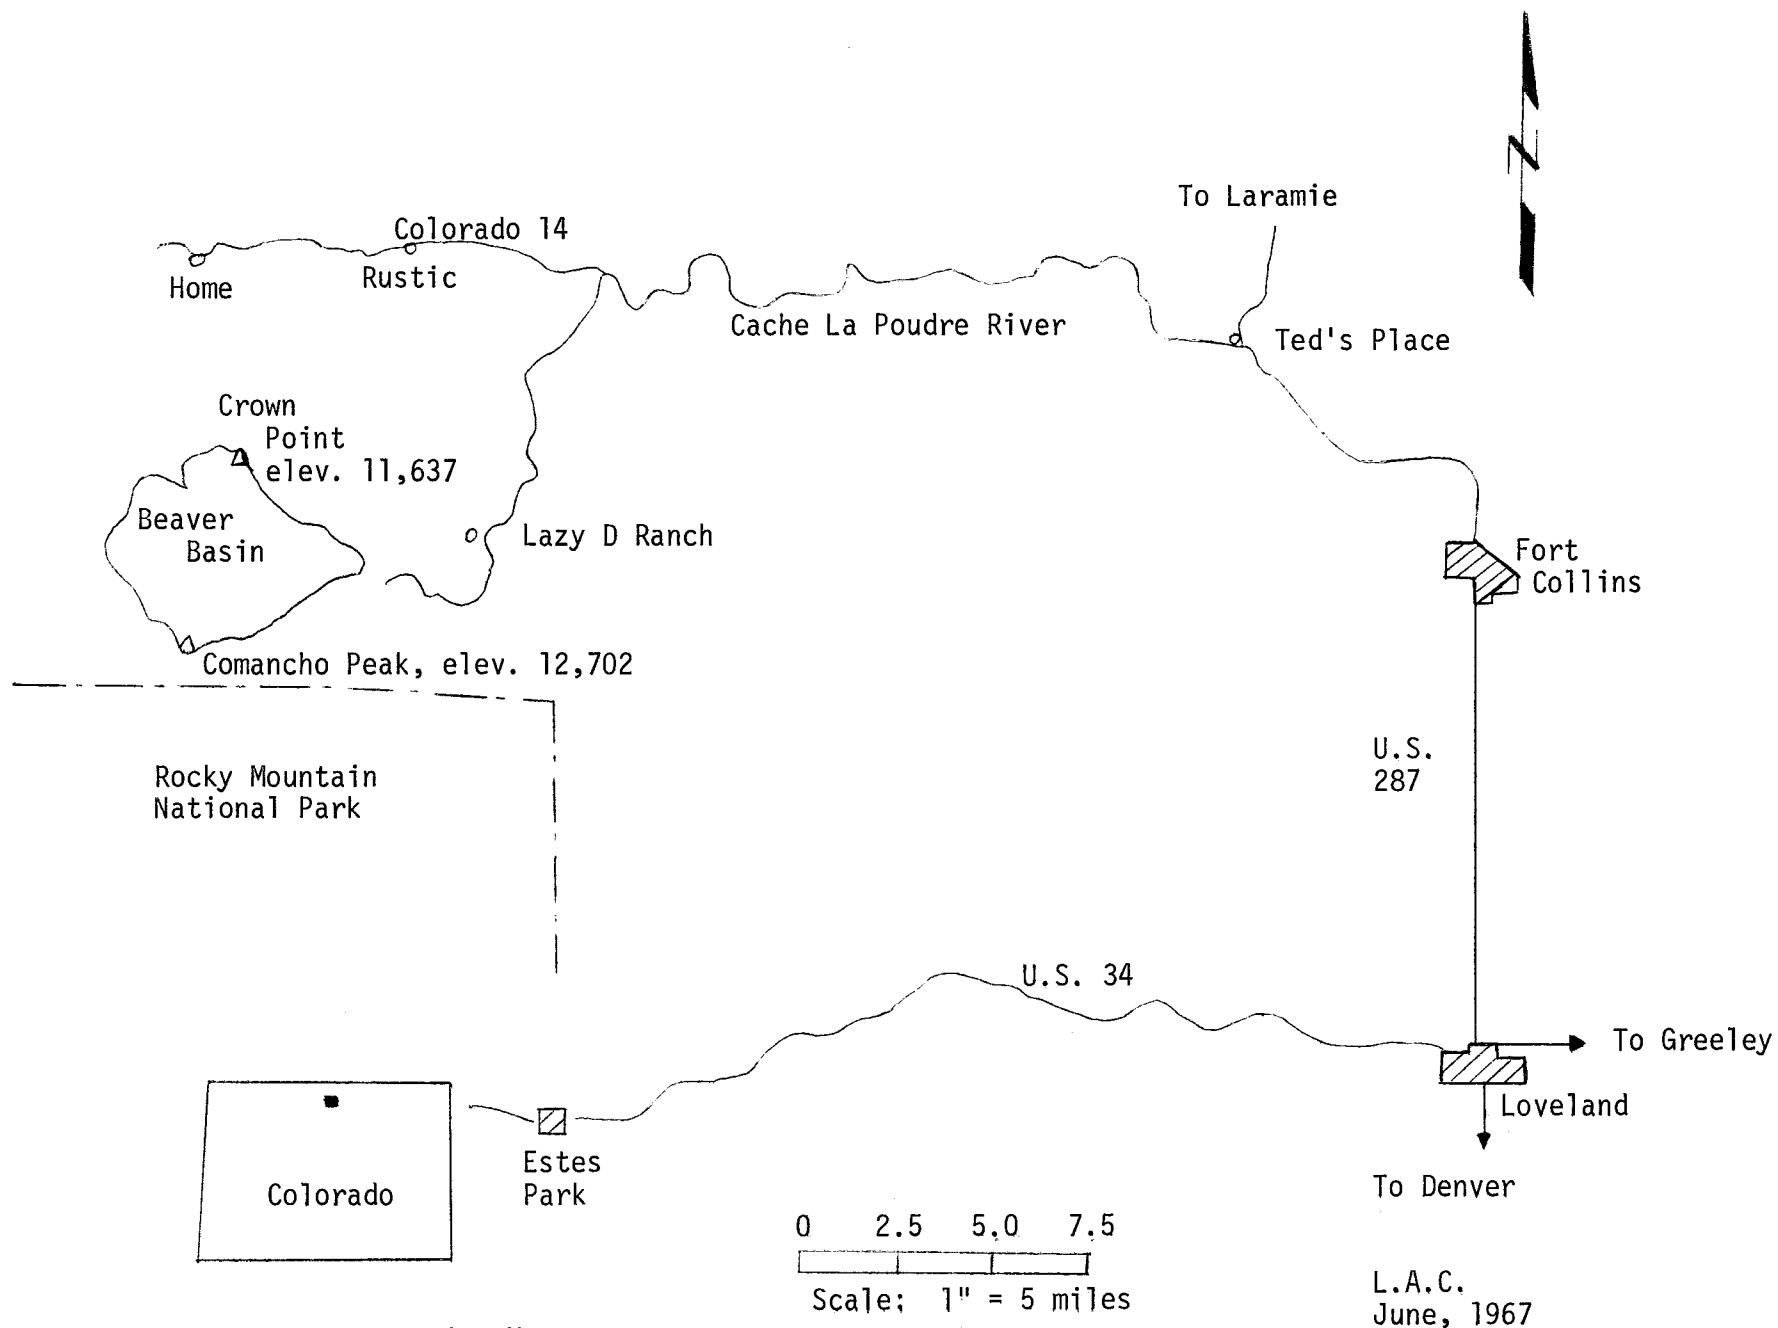 N
To Laramie
Colorado 14
Home
Rustic
Cache La Poudre River
Ted's Place
Crown
Point
elev. 11,637
Beaver
Basin
Lazy D Ranch
Fort
Collins
Comancho Peak, elev. 12,702
U.S.
287
Rocky Mountain
National Park
U.S. 34
To Greeley
Loveland
Estes
Park
Colorado
To Denver
0 2.5 5.0 7.5
Scale: 1" = 5 miles
L.A.C.
June, 1967